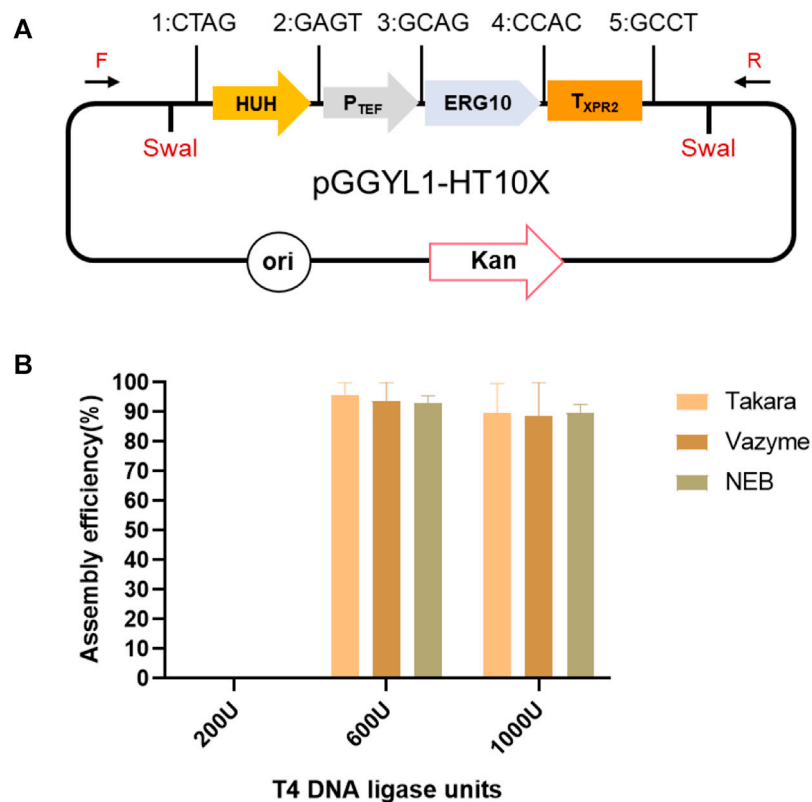 A
1:CTAG 2:GAGT 3:GCAG 4:CCAC 5:GCCT
F R
HUH PTEF ERG10 TXPR2
SwaI SwaI
pGGYL1-HT10X
ori Kan
B
Assembly efficiency(%)
100
90
80
70
60
50
40
30
20
10
0
200U 600U 1000U
T4 DNA ligase units
Takara
Vazyme
NEB